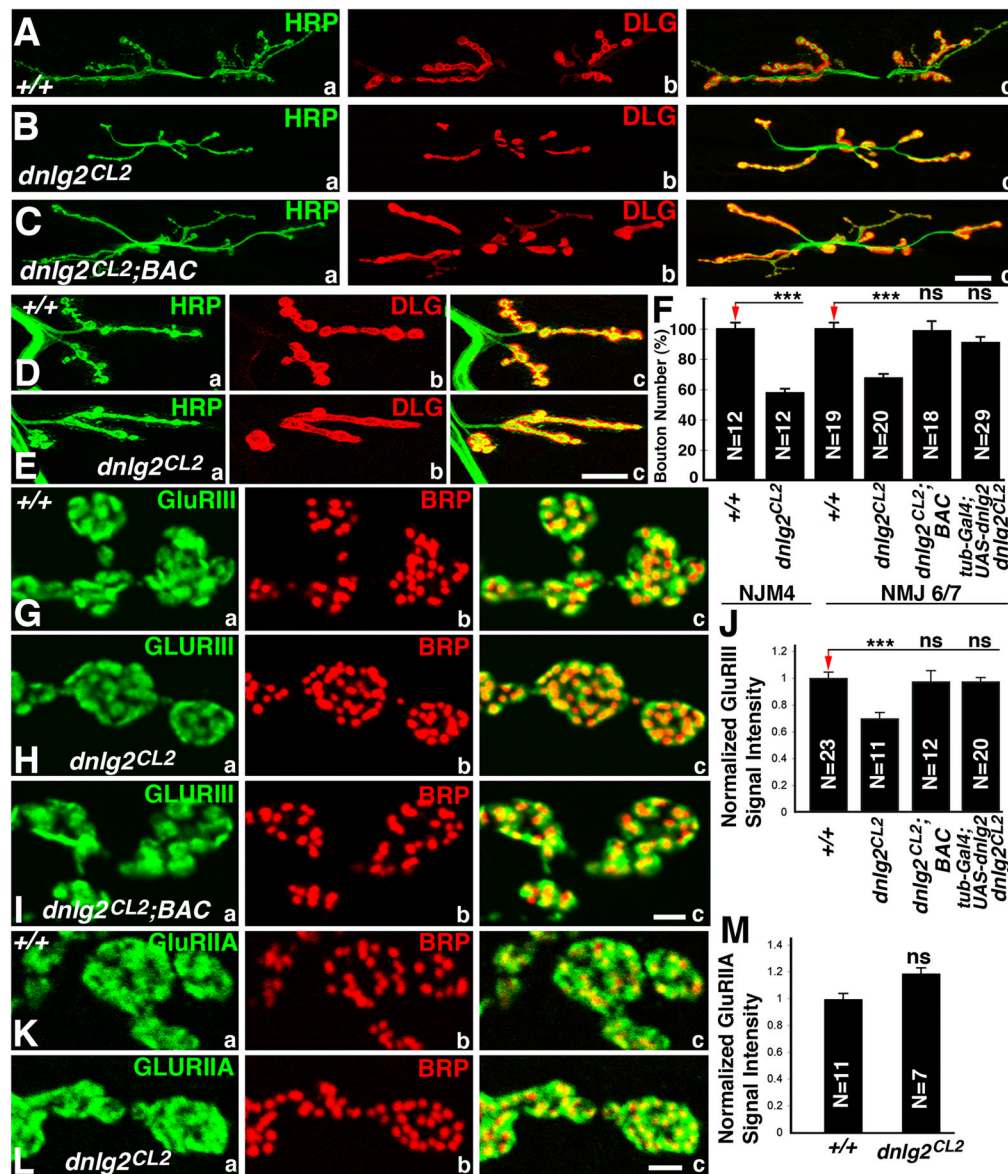 A HRP DLG
+/+ a b c
B HRP DLG
dnlg2CL2 a b c
C HRP DLG
dnlg2CL2;BAC a b c
+/+ HRP DLG
D a b c
HRP DLG
E dnlg2CL2 a b c
F
Bouton Number (%)
100
80
60
40
20
0
*** *** ns ns
N=12 N=12 N=19 N=20 N=18 N=29
+/+
dnlg2CL2
+/+
dnlg2CL2
dnlg2CL2;
BAC
tub-Gal4;
UAS-dnlg2
dnlg2CL2
NJM4 NMJ 6/7
+/+ GluRIII BRP
G a b c
GLURIII BRP
H dnlg2CL2 a b c
GLURIII BRP
I dnlg2CL2;BAC a b c
J
Normalized GluRIII
Signal Intensity
1.2
1
0.8
0.6
0.4
0.2
0
*** ns ns
N=23 N=11 N=12 N=20
+/+
dnlg2CL2
dnlg2CL2;
BAC
tub-Gal4;
UAS-dnlg2
dnlg2CL2
+/+ GluRIIA BRP
K a b c
GLURIIA BRP
L dnlg2CL2 a b c
M
Normalized GluRIIA
Signal Intensity
1.4
1.2
1
0.8
0.6
0.4
0.2
0
ns
N=11 N=7
+/+ dnlg2CL2